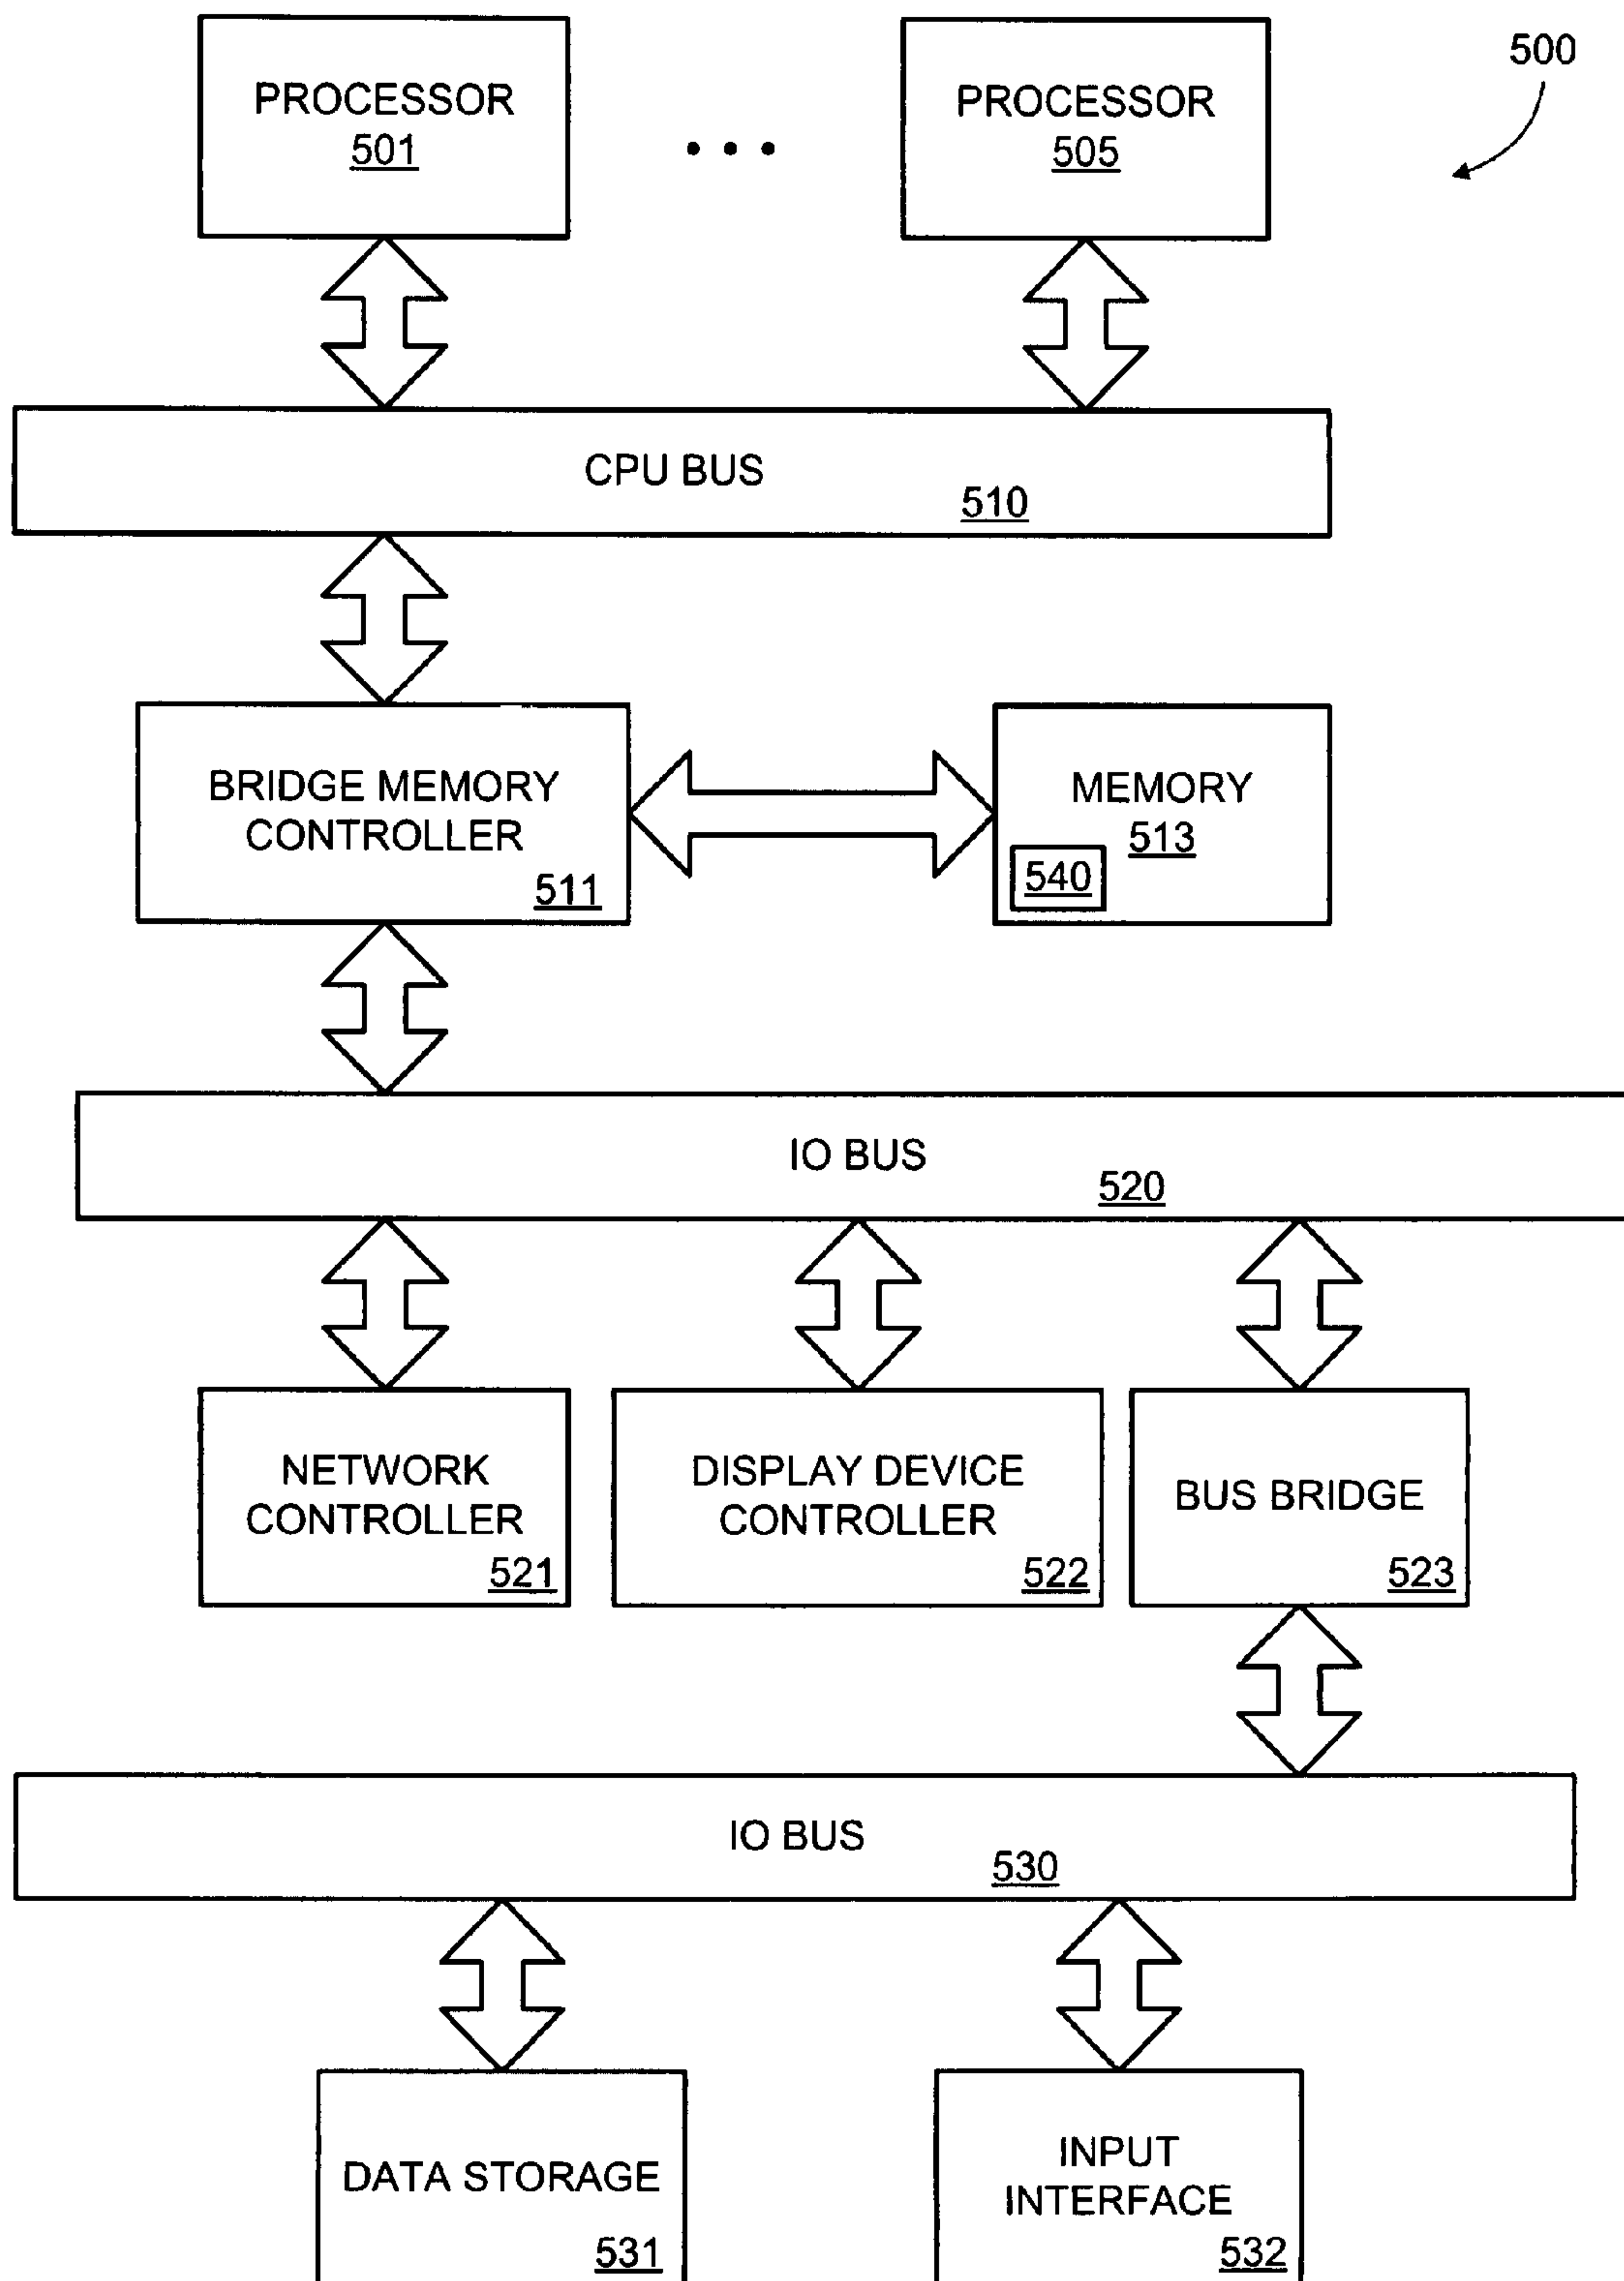 500
PROCESSOR
501
• • •
PROCESSOR
505
CPU BUS
510
BRIDGE MEMORY
CONTROLLER
511
MEMORY
513
540
IO BUS
520
NETWORK
CONTROLLER
521
DISPLAY DEVICE
CONTROLLER
522
BUS BRIDGE
523
IO BUS
530
DATA STORAGE
531
INPUT
INTERFACE
532